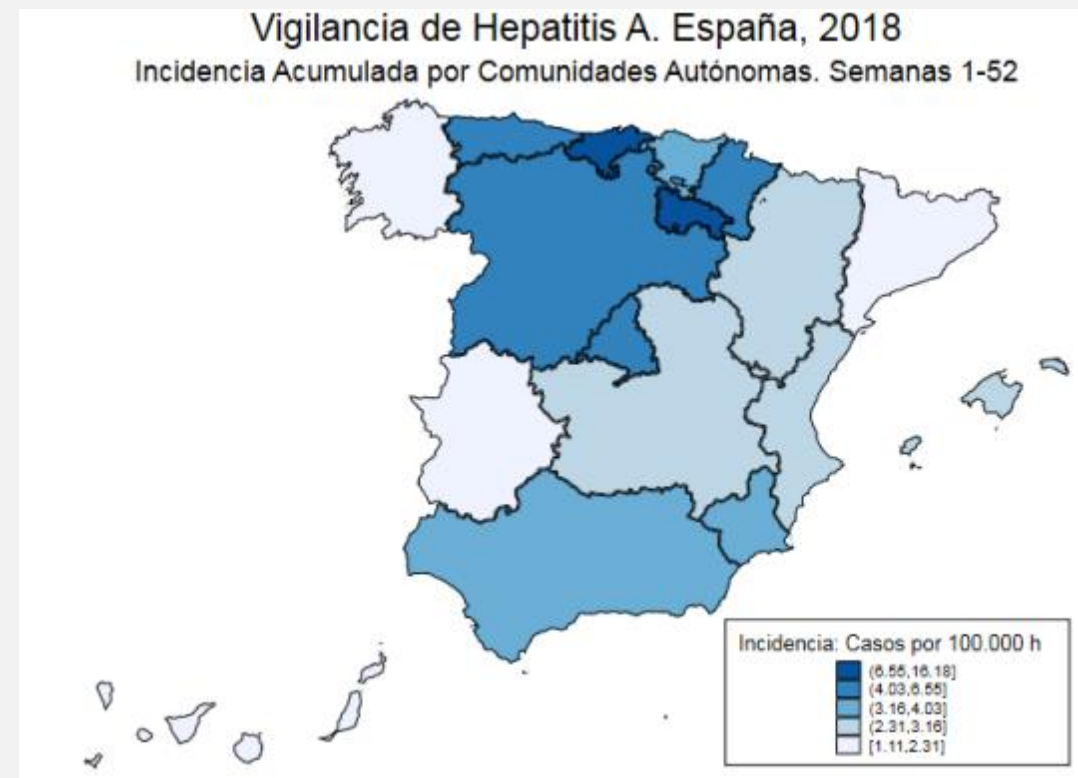 Vigilancia de Hepatitis A. España, 2018
Incidencia Acumulada por Comunidades Autónomas. Semanas 1-52
Incidencia: Casos por 100.000 h
(6.55,16.18]
(4.03,6.55]
(3.16,4.03]
(2.31,3.16]
[1.11,2.31]